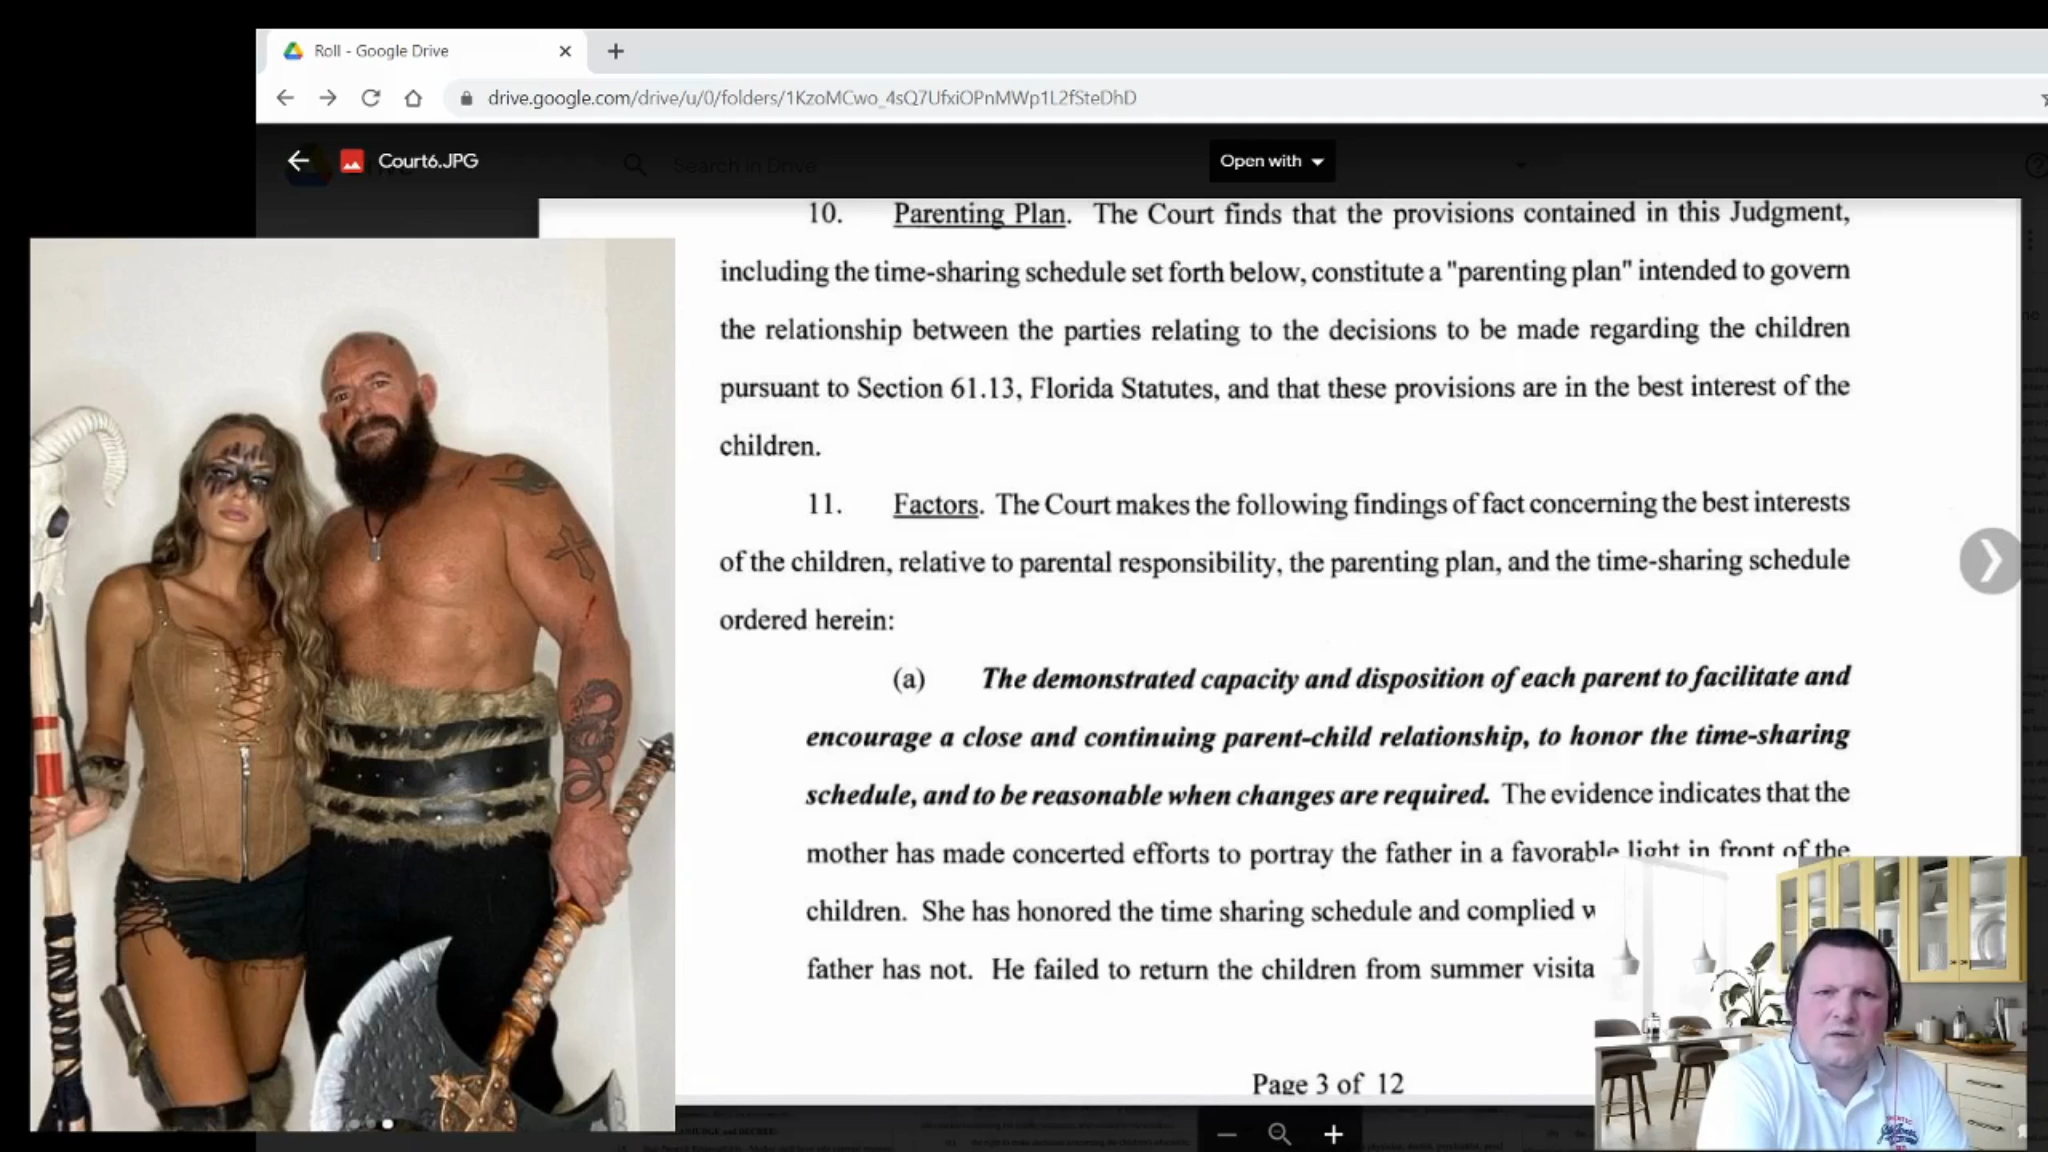 Roll - Google Drive
drive.google.com/drive/u/0/folders/1KzoMCwo_4sQ7UfxiOPnMWp1L2fSteDhD
Court6.JPG
Search in Drive
Open with
10. Parenting Plan. The Court finds that the provisions contained in this Judgment,
including the time-sharing schedule set forth below, constitute a "parenting plan" intended to govern
the relationship between the parties relating to the decisions to be made regarding the children
pursuant to Section 61.13, Florida Statutes, and that these provisions are in the best interest of the
children.
11. Factors. The Court makes the following findings of fact concerning the best interests
of the children, relative to parental responsibility, the parenting plan, and the time-sharing schedule
ordered herein:
(a) The demonstrated capacity and disposition of each parent to facilitate and
encourage a close and continuing parent-child relationship, to honor the time-sharing
schedule, and to be reasonable when changes are required. The evidence indicates that the
mother has made concerted efforts to portray the father in a favorable light in front of the
children. She has honored the time sharing schedule and complied w
father has not. He failed to return the children from summer visita
Page 3 of 12